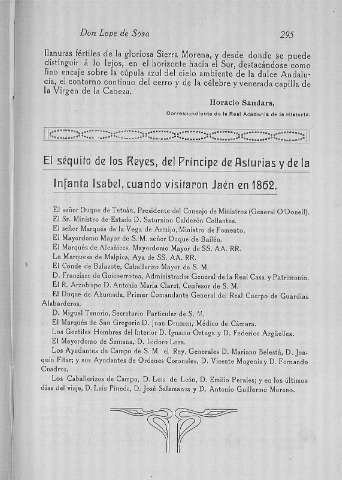 Don Lope de Sosa 295
llanuras fértiles de la gloriosa Sierra Morena, y desde donde se puede
distinguir á lo lejos, en el horizonte hacia el Sur, destacándose como
fino encaje sobre la cúpula azul del cielo ambiente de la dulce Andalu-
cía, el contorno continuo del cerro y de la célebre y venerada capilla de
la Virgen de la Cabeza.
Horacio Sandars,
Correspondiente de la Real Academia de la Historia.
El séquito de los Reyes, del Príncipe de Asturias y de la
Infanta Isabel, cuando visitaron Jaén en 1862.
El señor Duque de Tetuán, Presidente del Consejo de Ministros (General O'Donell).
El Sr. Ministro de Estado D. Saturnino Calderón Collantes.
El señor Marqués de la Vega de Armijo, Ministro de Fomento.
El Mayordomo Mayor de S. M. señor Duque de Bailén.
El Marqués de Alcañices, Mayordomo Mayor de SS. AA. RR.
La Marquesa de Malpica, Aya de SS. AA. RR.
El Conde de Balazote, Caballerizo Mayor de S. M.
D. Francisco de Goicoerrotea, Administrador General de la Real Casa y Patrimonio.
El R. Arzobispo D. Antonio María Claret, Confesor de S. M.
El Duque de Ahumada, Primer Comandante General del Real Cuerpo de Guardias
Alabarderos.
D. Miguel Tenorio, Secretario Particular de S. M.
El Marqués de San Gregorio D. Juan Drumen, Médico de Cámara.
Los Gentiles Hombres del Interior D. Ignacio Ortega y D. Federico Argüelles.
El Mayordomo de Semana, D. Isidoro Lara.
Los Ayudantes de Campo de S. M. el Rey, Generales D. Mariano Belestá, D. Joa-
quín Fitor; y sus Ayudantes de Ordenes Coroneles, D. Vicente Magenis y D. Fernando
Cuadros.
Los Caballerizos de Campo, D. Luis de León, D. Emilio Perales; y en los últimos
días del viaje, D. Luis Pineda, D. José Salamanca y D. Antonio Guillermo Moreno.